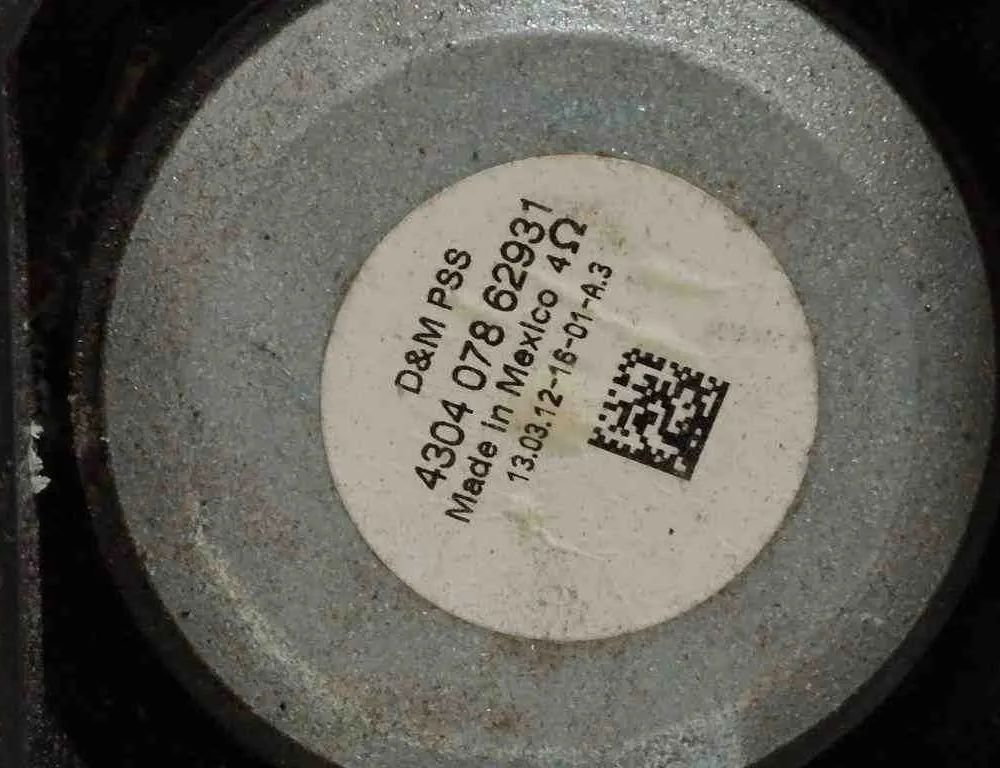 D&M PSS
4304 078 62931
Made in Mexico 4Ω
13.03.12-16-01-A.3